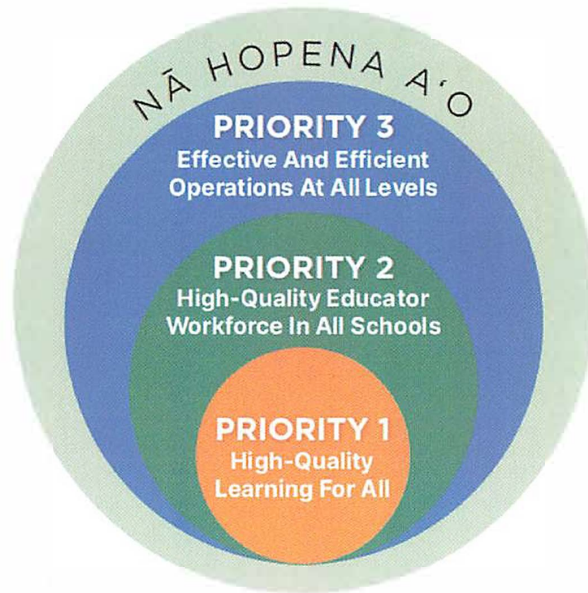 NĀ HOPENA AʻO
PRIORITY 3
Effective And Efficient
Operations At All Levels
PRIORITY 2
High-Quality Educator
Workforce In All Schools
PRIORITY 1
High-Quality
Learning For All